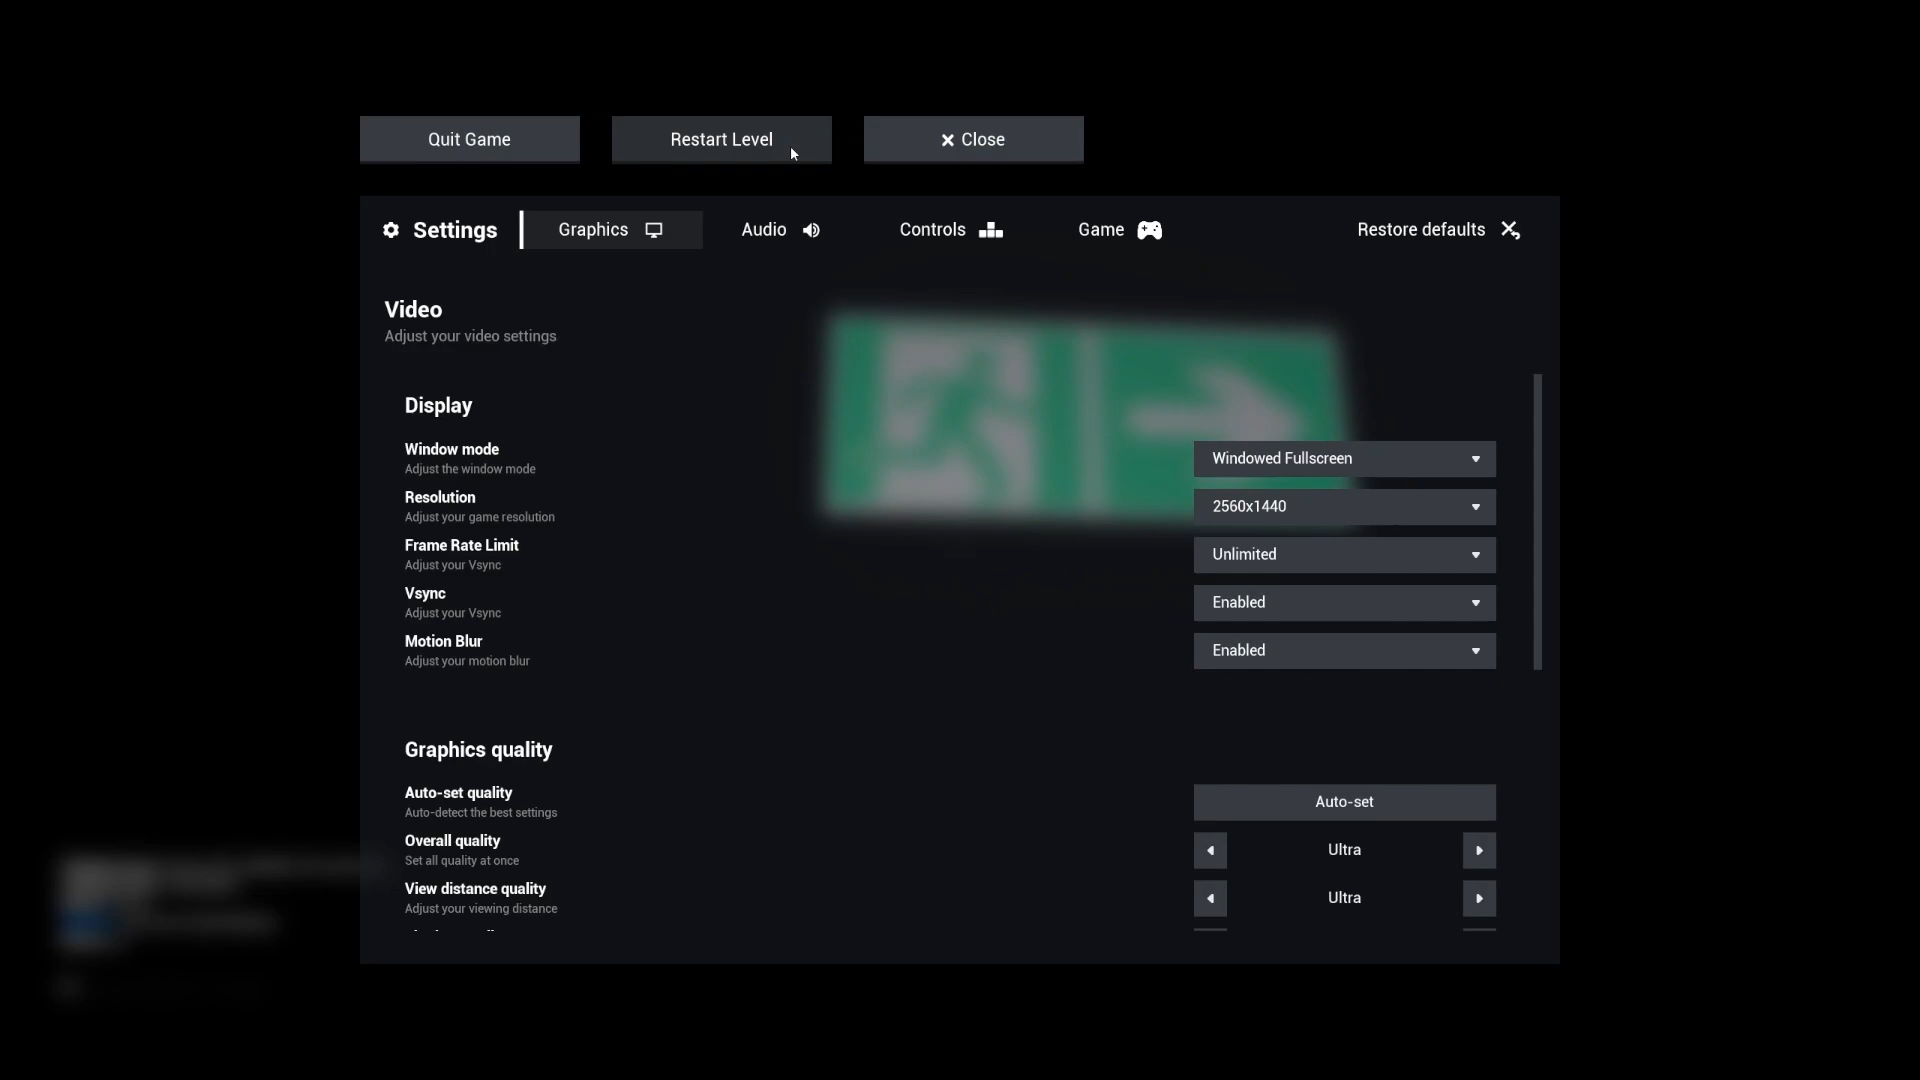 Quit Game
Restart Level
Close
Settings
Graphics
Audio
Controls
Game
Restore defaults
Video
Adjust your video settings
Display
Window mode
Adjust the window mode
Windowed Fullscreen
Resolution
Adjust your game resolution
2560x1440
Frame Rate Limit
Adjust your Vsync
Unlimited
Vsync
Adjust your Vsync
Enabled
Motion Blur
Adjust your motion blur
Enabled
Graphics quality
Auto-set quality
Auto-detect the best settings
Auto-set
Overall quality
Set all quality at once
Ultra
View distance quality
Adjust your viewing distance
Ultra